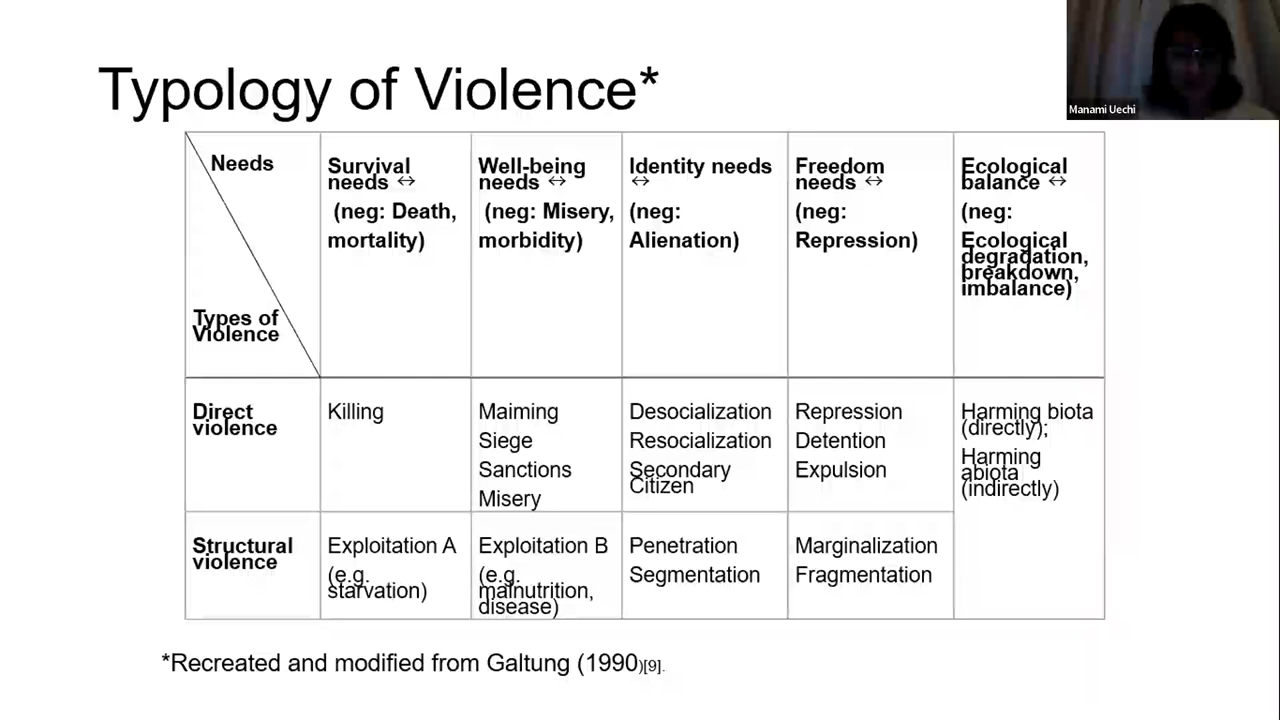 Typology of Violence*
Manami Uechi
Needs
Types of
Violence
Survival
needs ↔
(neg: Death,
mortality)
Well-being
needs ↔
(neg: Misery,
morbidity)
Identity needs
↔
(neg:
Alienation)
Freedom
needs ↔
(neg:
Repression)
Ecological
balance ↔
(neg:
Ecological
degradation,
breakdown,
imbalance)
Direct
violence
Killing
Maiming
Siege
Sanctions
Misery
Desocialization
Resocialization
Secondary
Citizen
Repression
Detention
Expulsion
Harming biota
(directly);
Harming
abiota
(indirectly)
Structural
violence
Exploitation A
(e.g.
starvation)
Exploitation B
(e.g.
malnutrition,
disease)
Penetration
Segmentation
Marginalization
Fragmentation
*Recreated and modified from Galtung (1990)[9].